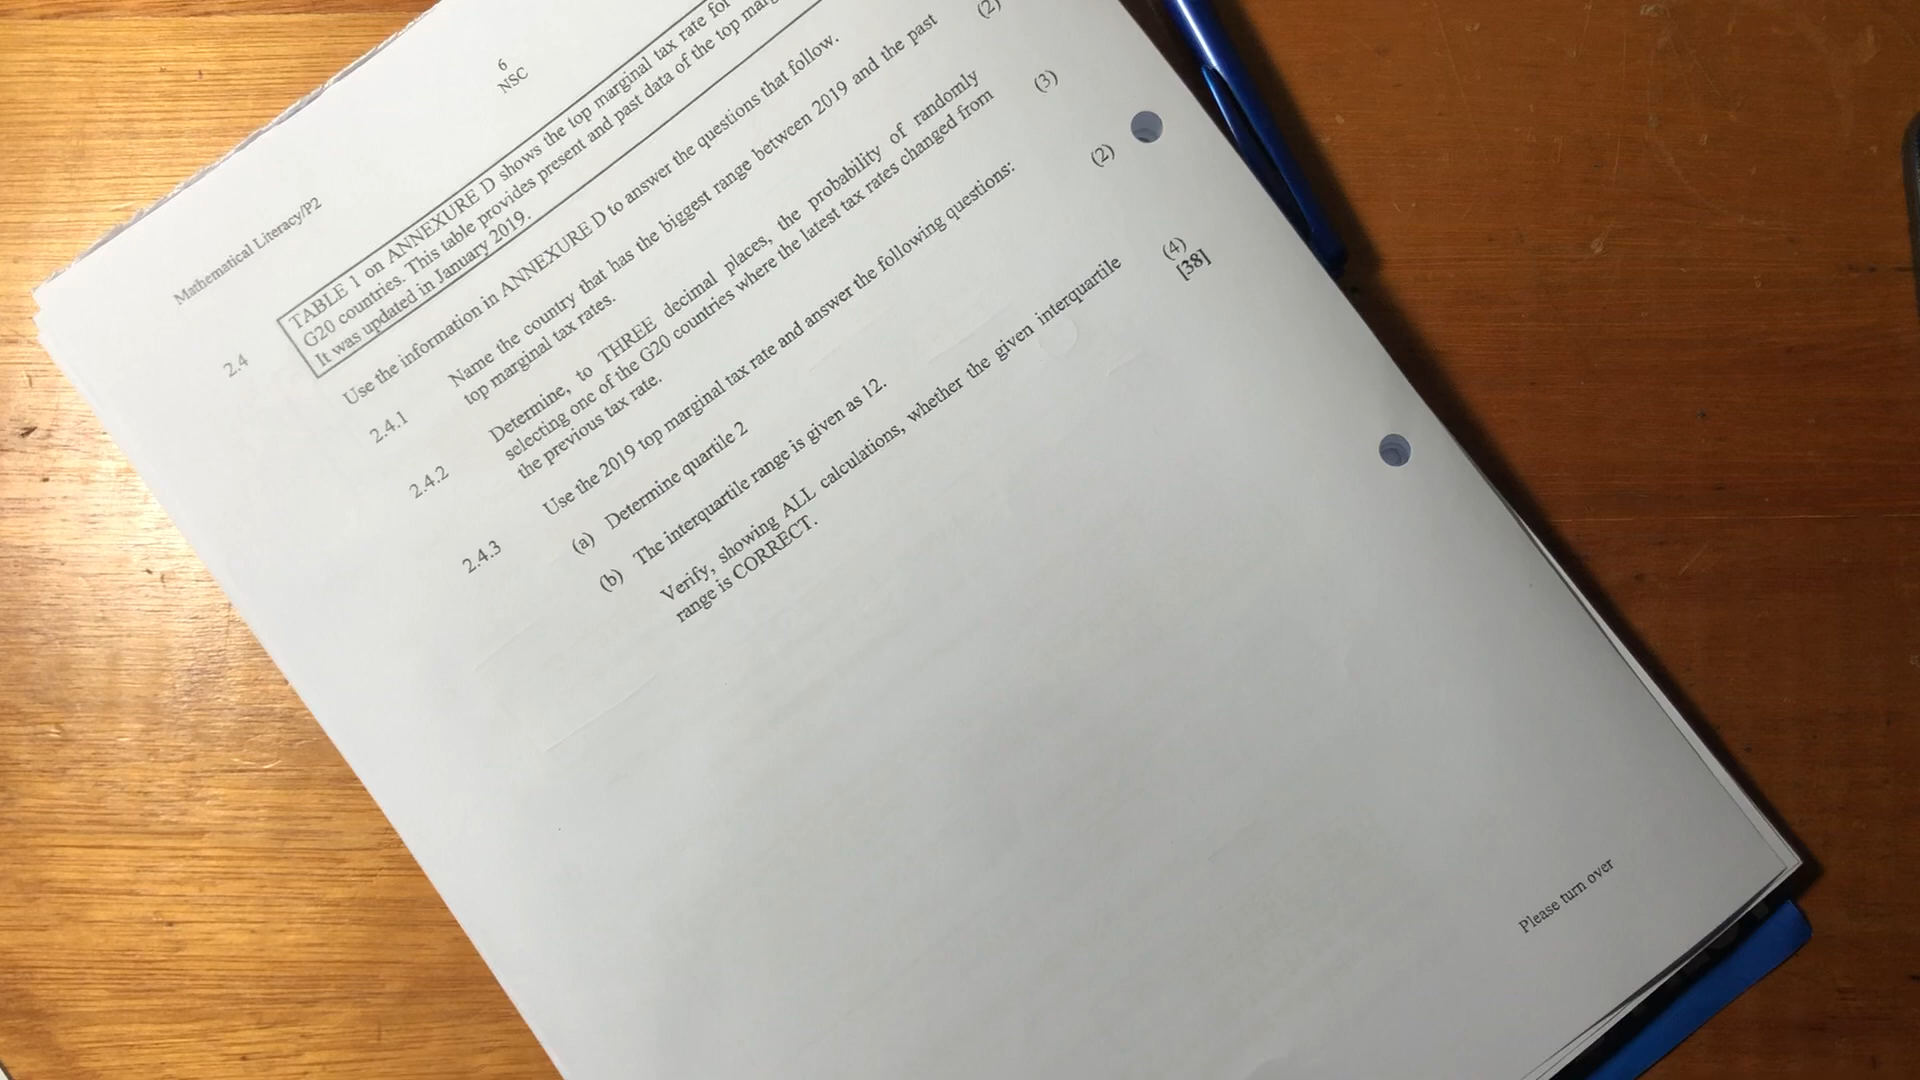 Mathematical Literacy/P2
6
NSC
2.4
TABLE 1 on ANNEXURE D shows the top marginal tax rate for
G20 countries. This table provides present and past data of the top
It was updated in January 2019.
Use the information in ANNEXURE D to answer the questions that follow.
2.4.1 Name the country that has the biggest range between 2019 and the past
top marginal tax rates. (2)
2.4.2 Determine, to THREE decimal places, the probability of randomly
selecting one of the G20 countries where the latest tax rates changed from
the previous tax rate. (3)
2.4.3 Use the 2019 top marginal tax rate and answer the following questions:
(a) Determine quartile 2 (2)
(b) The interquartile range is given as 12.
Verify, showing ALL calculations, whether the given interquartile
range is CORRECT. (4)
[38]
Please turn over